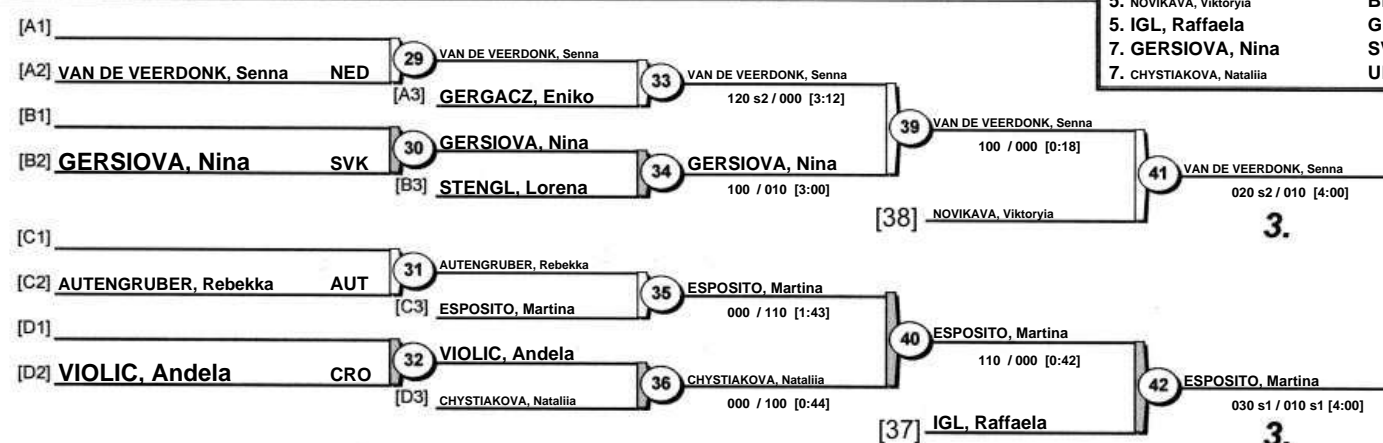 5. NOVIKAVA, Viktoryia
5. IGL, Raffaela
7. GERSIOVA, Nina
7. CHYSTIAKOVA, Nataliia
[A1]
[A2] VAN DE VEERDONK, Senna NED
29
VAN DE VEERDONK, Senna
[A3] GERGACZ, Eniko
33
VAN DE VEERDONK, Senna
120 s2 / 000 [3:12]
[B1]
[B2] GERSIOVA, Nina SVK
30
GERSIOVA, Nina
[B3] STENGL, Lorena
34
GERSIOVA, Nina
100 / 010 [3:00]
39
VAN DE VEERDONK, Senna
100 / 000 [0:18]
[38] NOVIKAVA, Viktoryia
41
VAN DE VEERDONK, Senna
020 s2 / 010 [4:00]
3.
[C1]
[C2] AUTENGRUBER, Rebekka AUT
31
AUTENGRUBER, Rebekka
[C3] ESPOSITO, Martina
35
ESPOSITO, Martina
000 / 110 [1:43]
[D1]
[D2] VIOLIC, Andela CRO
32
VIOLIC, Andela
[D3] CHYSTIAKOVA, Nataliia
36
CHYSTIAKOVA, Nataliia
000 / 100 [0:44]
40
ESPOSITO, Martina
110 / 000 [0:42]
[37] IGL, Raffaela
42
ESPOSITO, Martina
030 s1 / 010 s1 [4:00]
3.